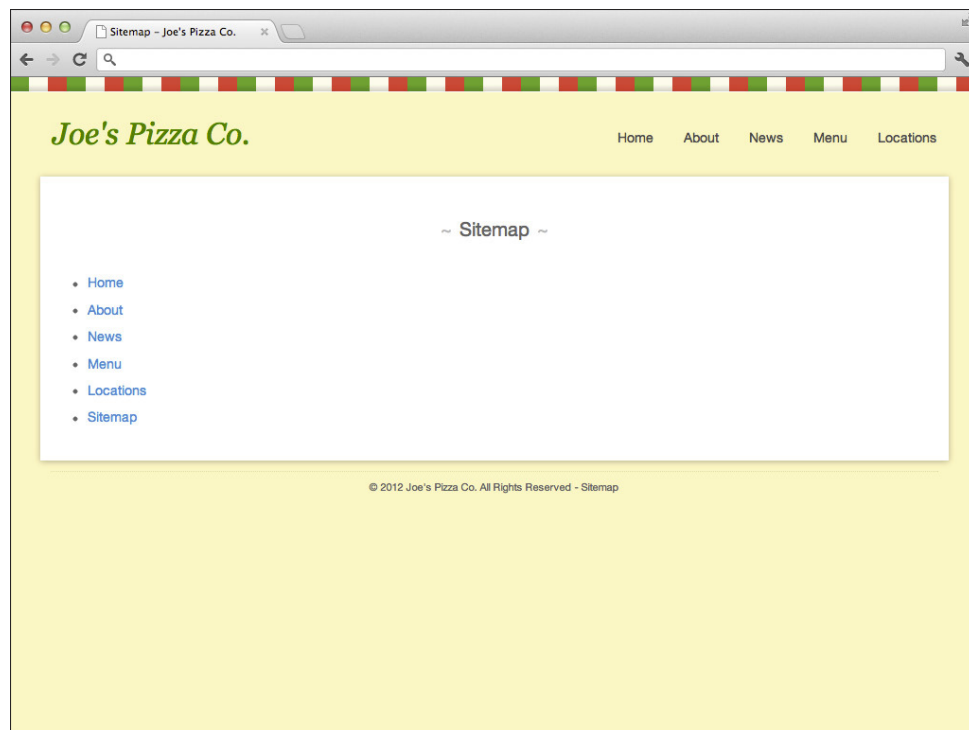 Sitemap – Joe's Pizza Co.
Joe's Pizza Co.
Home About News Menu Locations
~ Sitemap ~
• Home
• About
• News
• Menu
• Locations
• Sitemap
© 2012 Joe's Pizza Co. All Rights Reserved - Sitemap